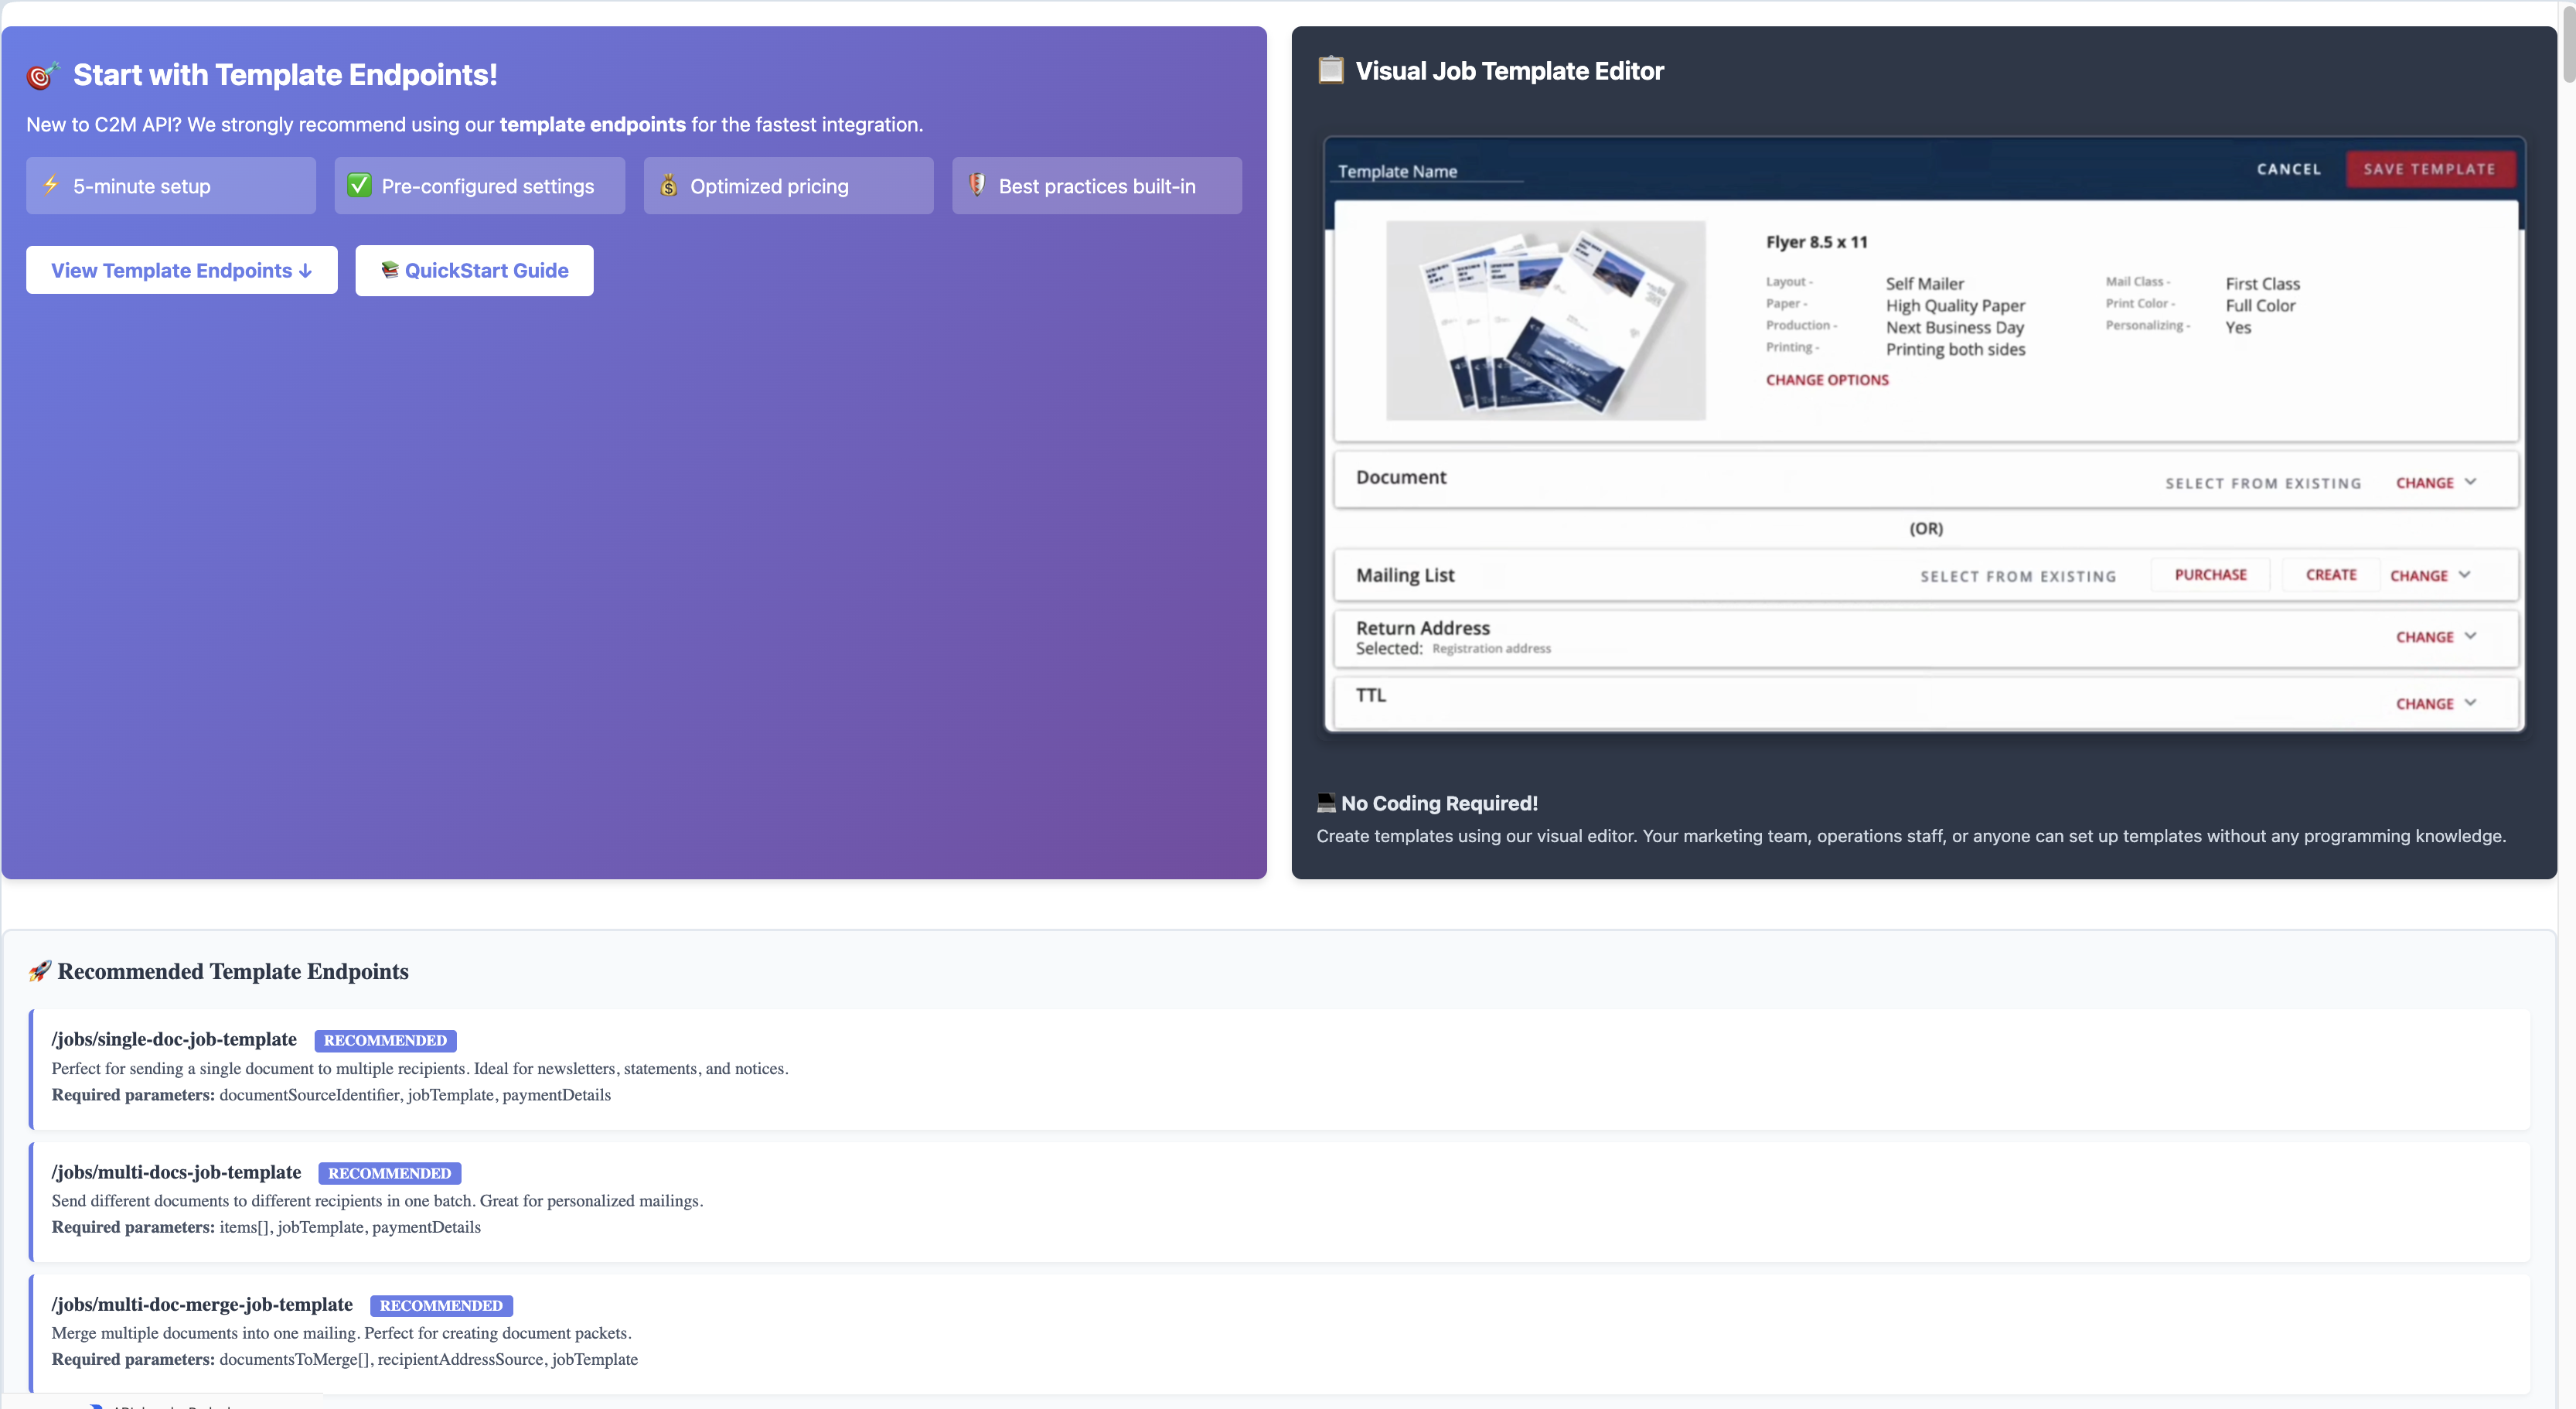 🎯 Start with Template Endpoints!
New to C2M API? We strongly recommend using our template endpoints for the fastest integration.
⚡ 5-minute setup
✅ Pre-configured settings
💰 Optimized pricing
🛡️ Best practices built-in
View Template Endpoints ↓
📚 QuickStart Guide
📋 Visual Job Template Editor
Template Name
CANCEL
SAVE TEMPLATE
Flyer 8.5 x 11
Layout - Self Mailer Mail Class - First Class
Paper - High Quality Paper Print Color - Full Color
Production - Next Business Day Personalizing - Yes
Printing - Printing both sides
CHANGE OPTIONS
Document SELECT FROM EXISTING CHANGE
(OR)
Mailing List SELECT FROM EXISTING PURCHASE CREATE CHANGE
Return Address
Selected: Registration address CHANGE
TTL CHANGE
💻 No Coding Required!
Create templates using our visual editor. Your marketing team, operations staff, or anyone can set up templates without any programming knowledge.
🚀 Recommended Template Endpoints
/jobs/single-doc-job-template RECOMMENDED
Perfect for sending a single document to multiple recipients. Ideal for newsletters, statements, and notices.
Required parameters: documentSourceIdentifier, jobTemplate, paymentDetails
/jobs/multi-docs-job-template RECOMMENDED
Send different documents to different recipients in one batch. Great for personalized mailings.
Required parameters: items[], jobTemplate, paymentDetails
/jobs/multi-doc-merge-job-template RECOMMENDED
Merge multiple documents into one mailing. Perfect for creating document packets.
Required parameters: documentsToMerge[], recipientAddressSource, jobTemplate